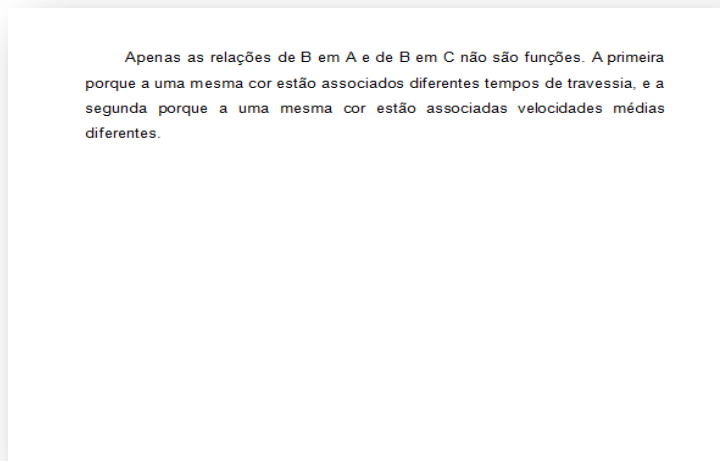 Apenas as relações de B em A e de B em C não são funções. A primeira
porque a uma mesma cor estão associados diferentes tempos de travessia, e a
segunda porque a uma mesma cor estão associadas velocidades médias
diferentes.